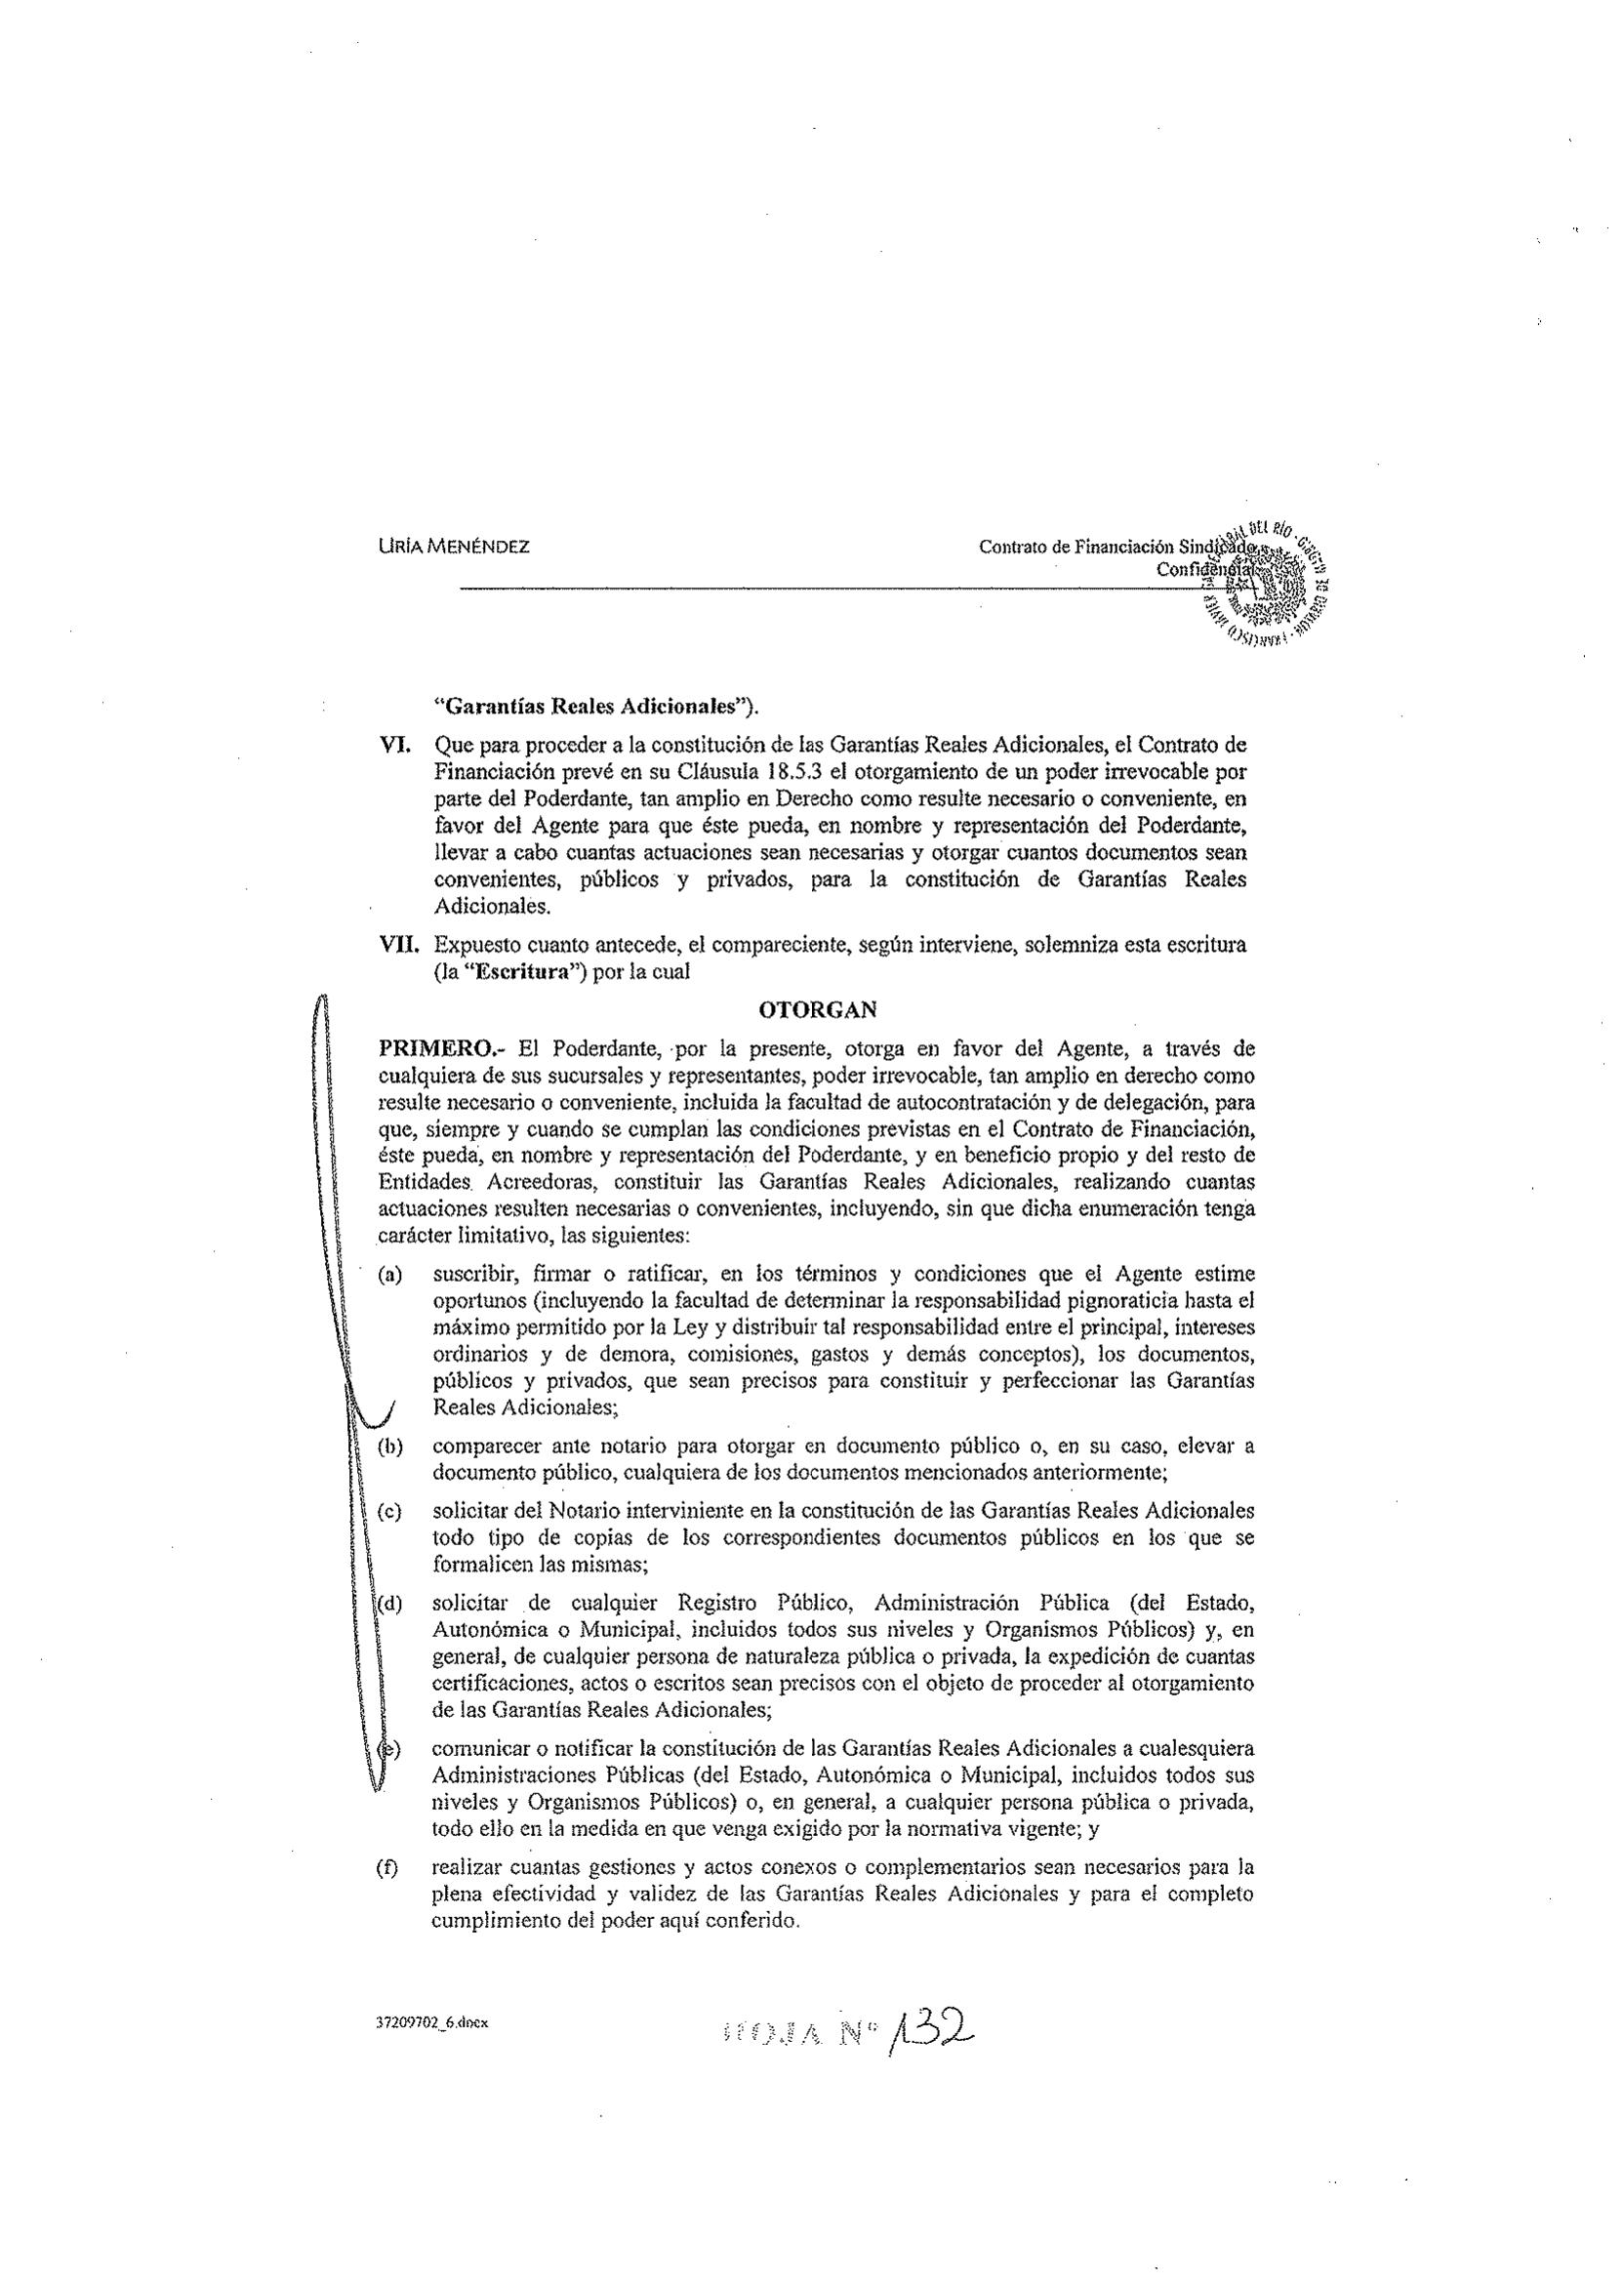 URÍA MENÉNDEZ
Contrato de Financiación Sindicado
Confidencial
DEL RÍO
FRANCISCO JAVIER
“Garantías Reales Adicionales”).
VI. Que para proceder a la constitución de las Garantías Reales Adicionales, el Contrato de
Financiación prevé en su Cláusula 18.5.3 el otorgamiento de un poder irrevocable por
parte del Poderdante, tan amplio en Derecho como resulte necesario o conveniente, en
favor del Agente para que éste pueda, en nombre y representación del Poderdante,
llevar a cabo cuantas actuaciones sean necesarias y otorgar cuantos documentos sean
convenientes, públicos y privados, para la constitución de Garantías Reales
Adicionales.
VII. Expuesto cuanto antecede, el compareciente, según interviene, solemniza esta escritura
(la “Escritura”) por la cual
OTORGAN
PRIMERO.- El Poderdante, por la presente, otorga en favor del Agente, a través de
cualquiera de sus sucursales y representantes, poder irrevocable, tan amplio en derecho como
resulte necesario o conveniente, incluida la facultad de autocontratación y de delegación, para
que, siempre y cuando se cumplan las condiciones previstas en el Contrato de Financiación,
éste pueda, en nombre y representación del Poderdante, y en beneficio propio y del resto de
Entidades Acreedoras, constituir las Garantías Reales Adicionales, realizando cuantas
actuaciones resulten necesarias o convenientes, incluyendo, sin que dicha enumeración tenga
carácter limitativo, las siguientes:
(a) suscribir, firmar o ratificar, en los términos y condiciones que el Agente estime
oportunos (incluyendo la facultad de determinar la responsabilidad pignoraticia hasta el
máximo permitido por la Ley y distribuir tal responsabilidad entre el principal, intereses
ordinarios y de demora, comisiones, gastos y demás conceptos), los documentos,
públicos y privados, que sean precisos para constituir y perfeccionar las Garantías
Reales Adicionales;
(b) comparecer ante notario para otorgar en documento público o, en su caso, elevar a
documento público, cualquiera de los documentos mencionados anteriormente;
(c) solicitar del Notario interviniente en la constitución de las Garantías Reales Adicionales
todo tipo de copias de los correspondientes documentos públicos en los que se
formalicen las mismas;
(d) solicitar de cualquier Registro Público, Administración Pública (del Estado,
Autonómica o Municipal, incluidos todos sus niveles y Organismos Públicos) y, en
general, de cualquier persona de naturaleza pública o privada, la expedición de cuantas
certificaciones, actos o escritos sean precisos con el objeto de proceder al otorgamiento
de las Garantías Reales Adicionales;
(e) comunicar o notificar la constitución de las Garantías Reales Adicionales a cualesquiera
Administraciones Públicas (del Estado, Autonómica o Municipal, incluidos todos sus
niveles y Organismos Públicos) o, en general, a cualquier persona pública o privada,
todo ello en la medida en que venga exigido por la normativa vigente; y
(f) realizar cuantas gestiones y actos conexos o complementarios sean necesarios para la
plena efectividad y validez de las Garantías Reales Adicionales y para el completo
cumplimiento del poder aquí conferido.
37209702_6.docx
HOJA Nº 132